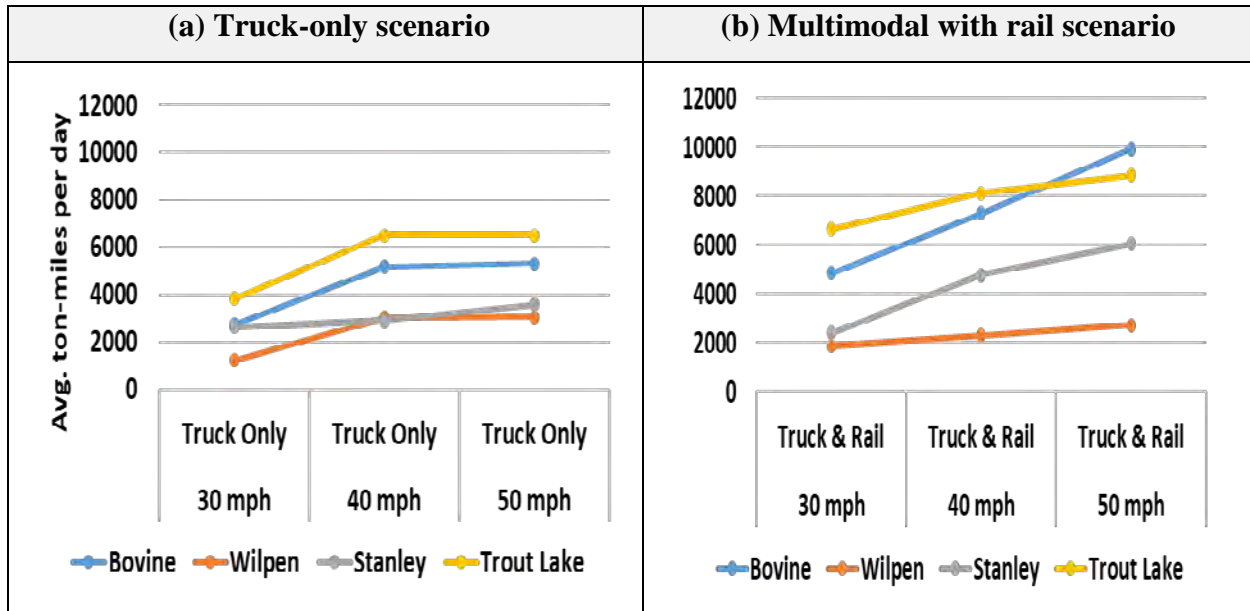 (a) Truck-only scenario
(b) Multimodal with rail scenario
Avg. ton-miles per day
12000
10000
8000
6000
4000
2000
0
Truck Only Truck Only Truck Only
30 mph 40 mph 50 mph
Bovine Wilpen Stanley Trout Lake
12000
10000
8000
6000
4000
2000
0
Truck & Rail Truck & Rail Truck & Rail
30 mph 40 mph 50 mph
Bovine Wilpen Stanley Trout Lake